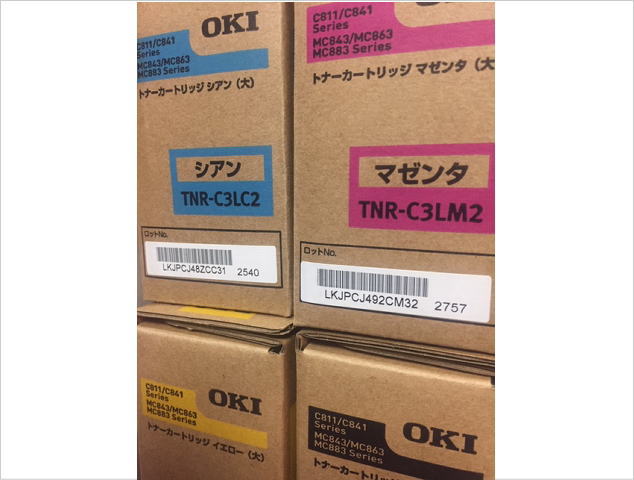 OKI
C811/C841
Series
MC843/MC863
MC883 Series
トナーカートリッジ シアン (大)
シアン
TNR-C3LC2
ロットNo.
LKJPCJ48ZCC31 2540
OKI
C811/C841
Series
MC843/MC863
MC883 Series
トナーカートリッジ マゼンタ (大
マゼンタ
TNR-C3LM2
ロットNo.
LKJPCJ492CM32 2757
C811/C841
Series
MC843/MC863
MC883 Series
OKI
トナーカートリッジ イエロー (大)
C811/C841
Series
MC843/MC863
MC883 Series
OKI
トナーカートリッジ